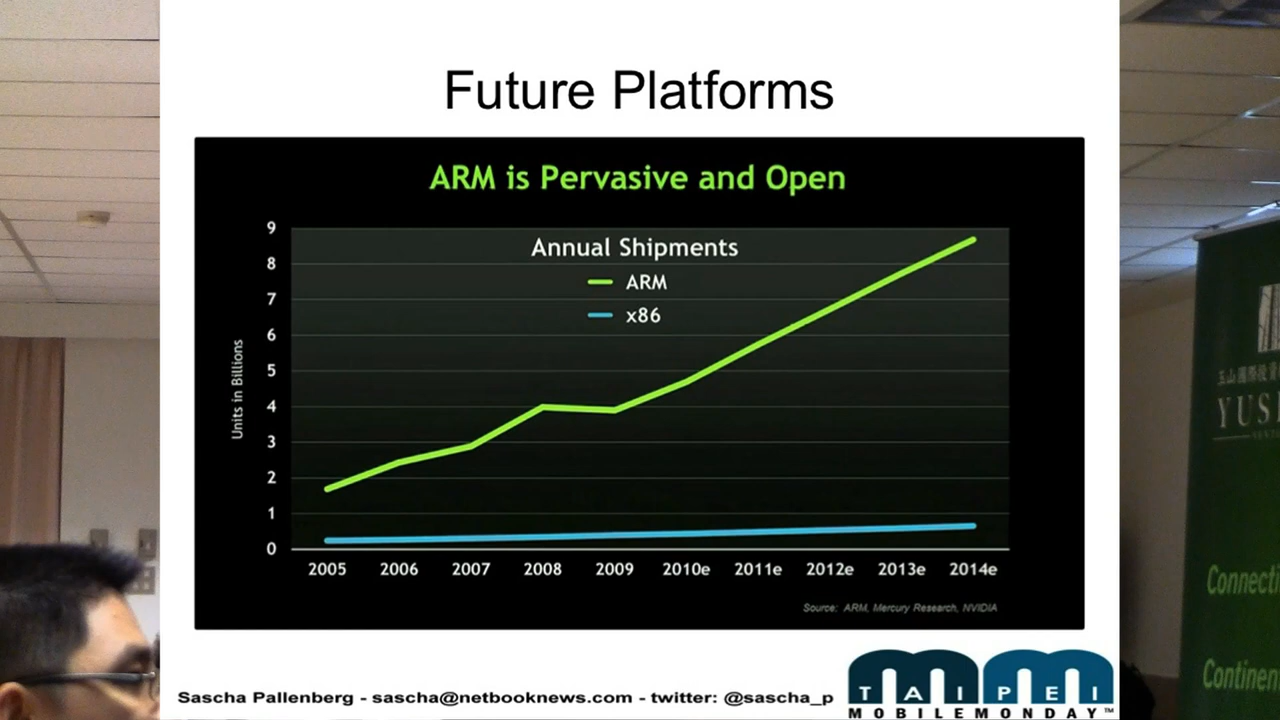 Future Platforms
ARM is Pervasive and Open
Annual Shipments
ARM
x86
Units in Billions
9
8
7
6
5
4
3
2
1
0
2005 2006 2007 2008 2009 2010e 2011e 2012e 2013e 2014e
Source: ARM, Mercury Research, NVIDIA
Sascha Pallenberg - sascha@netbooknews.com - twitter: @sascha_p
TAIPEI
MOBILEMONDAY™
YUS
Connecti
Continen